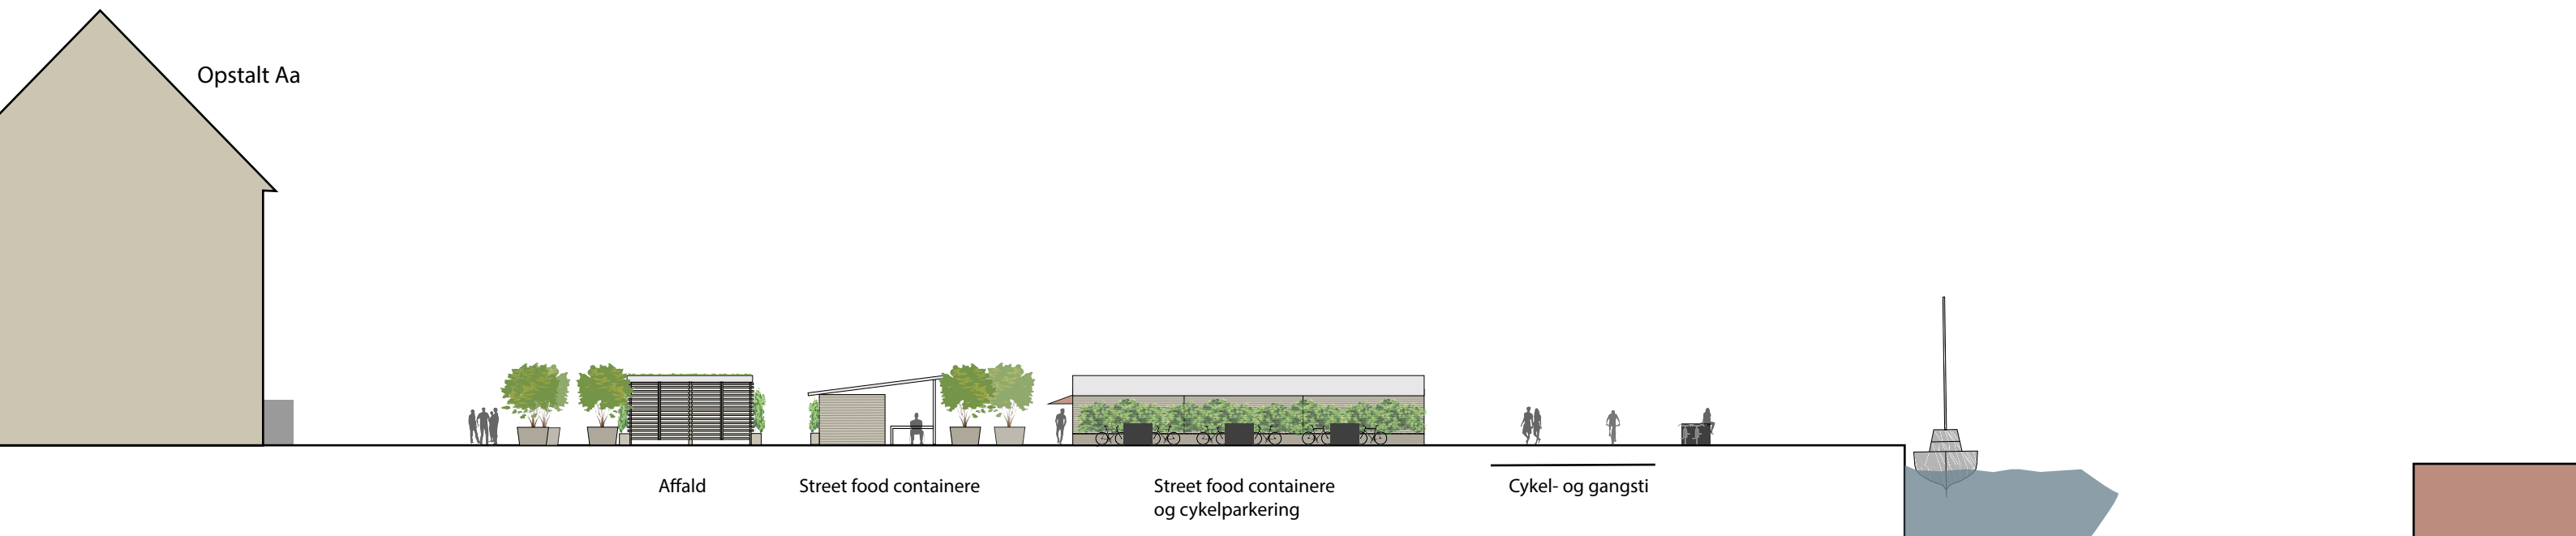 Opstalt Aa
Affald
Street food containere
Street food containere
og cykelparkering
Cykel- og gangsti